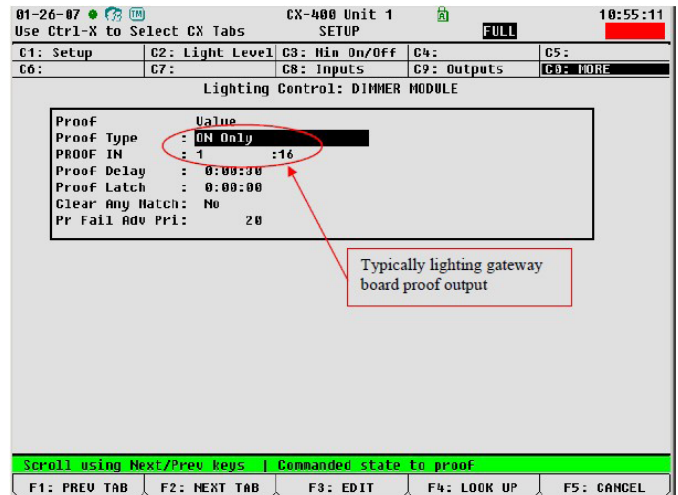 01-26-07 TM CX-400 Unit 1 A 10:55:11
Use Ctrl-X to Select CX Tabs SETUP FULL
C1: Setup C2: Light Level C3: Min On/Off C4: C5:
C6: C7: C8: Inputs C9: Outputs C0: MORE
Lighting Control: DIMMER MODULE
Proof Value
Proof Type : ON Only
PROOF IN : 1 :16
Proof Delay : 0:00:30
Proof Latch : 0:00:00
Clear Any Match: No
Pr Fail Adv Pri: 20
Typically lighting gateway
board proof output
Scroll using Next/Prev keys | Commanded state to proof
F1: PREV TAB F2: NEXT TAB F3: EDIT F4: LOOK UP F5: CANCEL